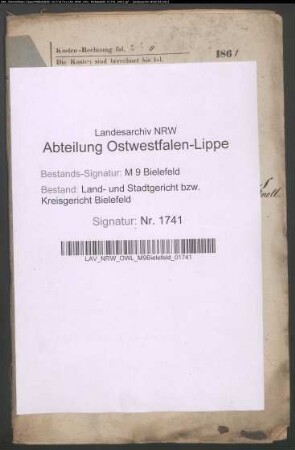 Kosten-Rechnung fol.
186
Die Kosten sind berechnet bis fol.
Landesarchiv NRW
Abteilung Ostwestfalen-Lippe
Bestands-Signatur: M 9 Bielefeld
Bestand: Land- und Stadtgericht bzw.
Kreisgericht Bielefeld
Signatur: Nr. 1741
LAV_NRW_OWL_M9Bielefeld_01741